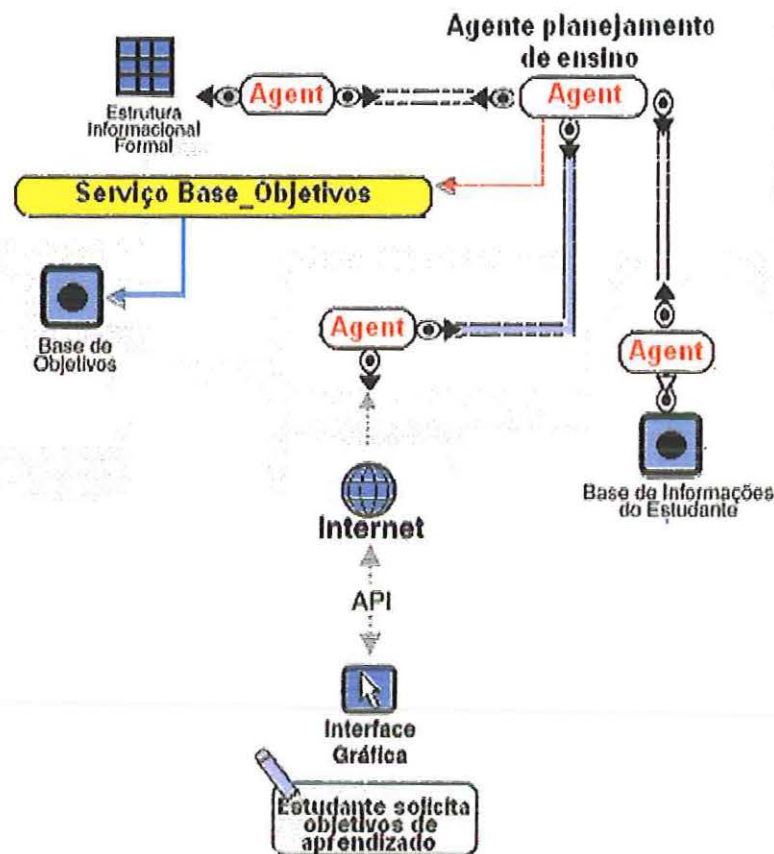 Agente planejamento
de ensino
Agent
Agent
Estrutura
Informacional
Formal
Serviço Base_Objetivos
Base de
Objetivos
Agent
Agent
Base de Informações
do Estudante
Internet
API
Interface
Gráfica
Estudante solicita
objetivos de
aprendizado